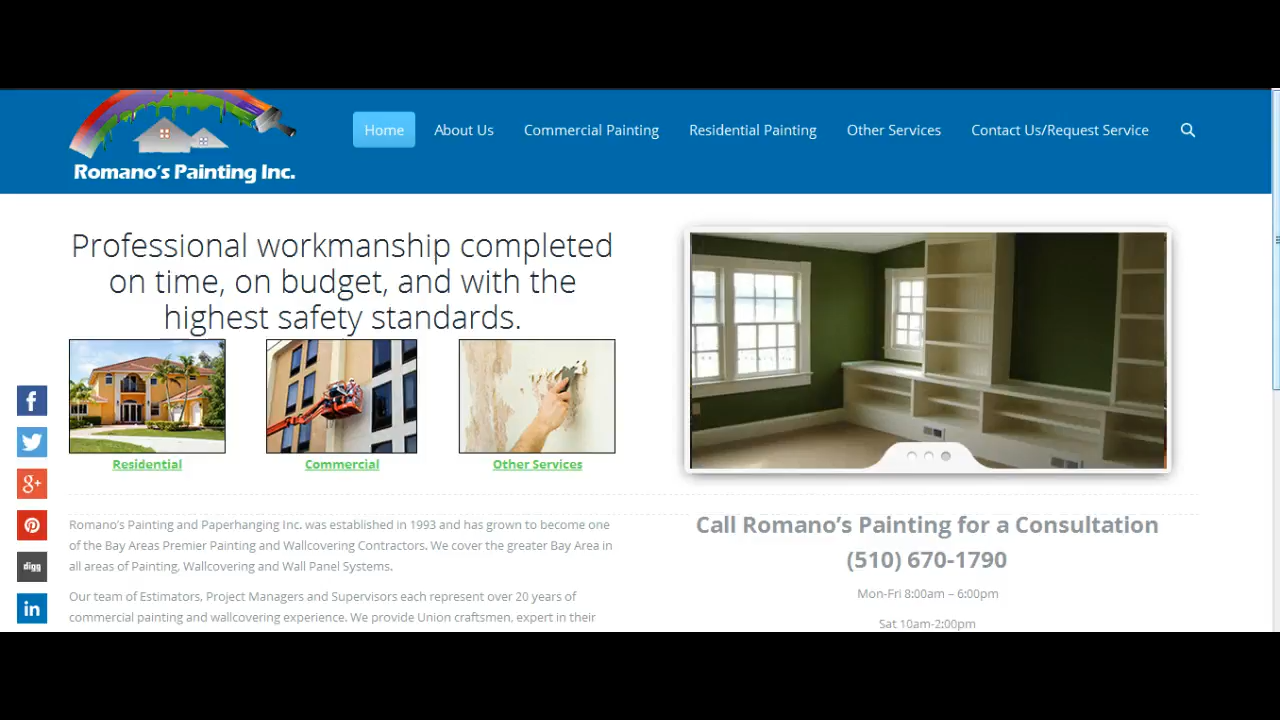 Romano's Painting Inc.
Home
About Us
Commercial Painting
Residential Painting
Other Services
Contact Us/Request Service
Professional workmanship completed
on time, on budget, and with the
highest safety standards.
Residential
Commercial
Other Services
f
g+
digg
in
Romano's Painting and Paperhanging Inc. was established in 1993 and has grown to become one
of the Bay Areas Premier Painting and Wallcovering Contractors. We cover the greater Bay Area in
all areas of Painting, Wallcovering and Wall Panel Systems.
Our team of Estimators, Project Managers and Supervisors each represent over 20 years of
commercial painting and wallcovering experience. We provide Union craftsmen, expert in their
Call Romano's Painting for a Consultation
(510) 670-1790
Mon-Fri 8:00am – 6:00pm
Sat 10am-2:00pm